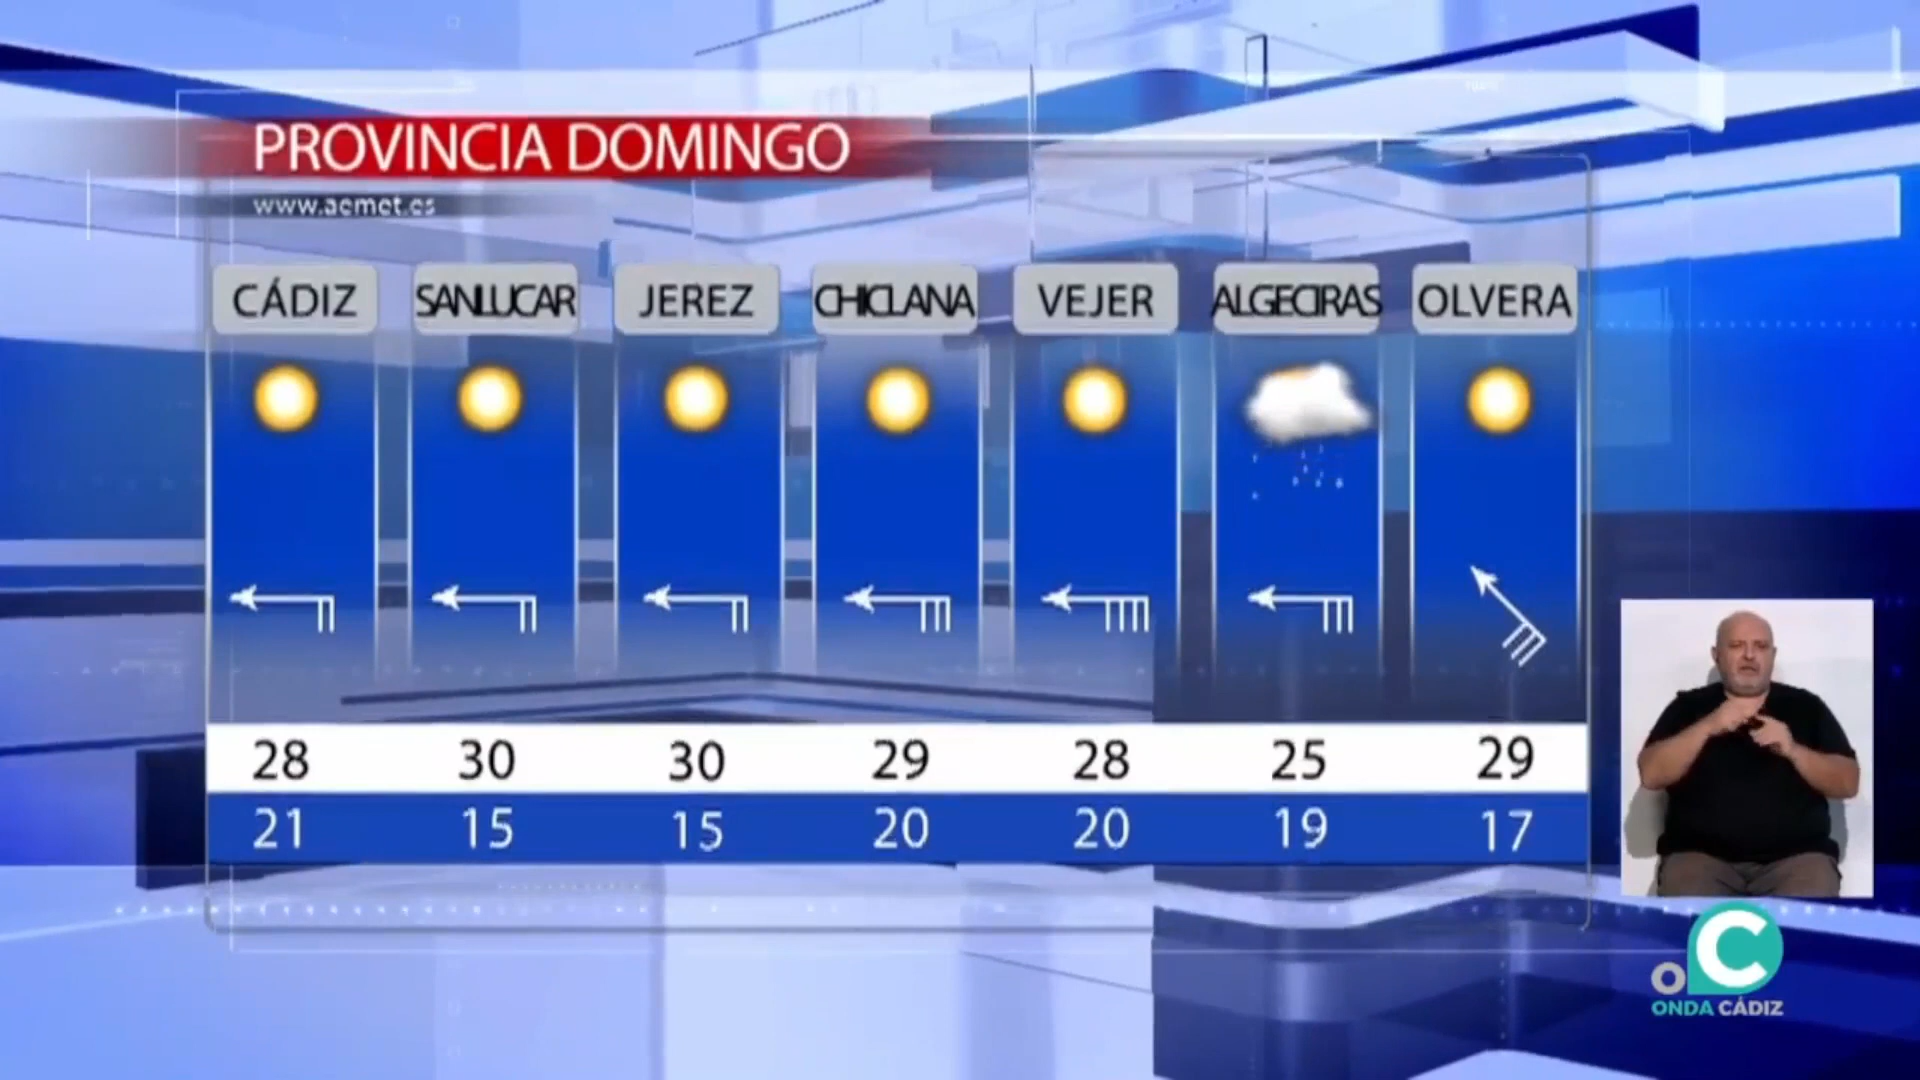 PROVINCIA DOMINGO
www.aemet.es
CÁDIZ SANLUCAR JEREZ CHICLANA VEJER ALGECIRAS OLVERA
28 30 30 29 28 25 29
21 15 15 20 20 19 17
OC
ONDA CÁDIZ